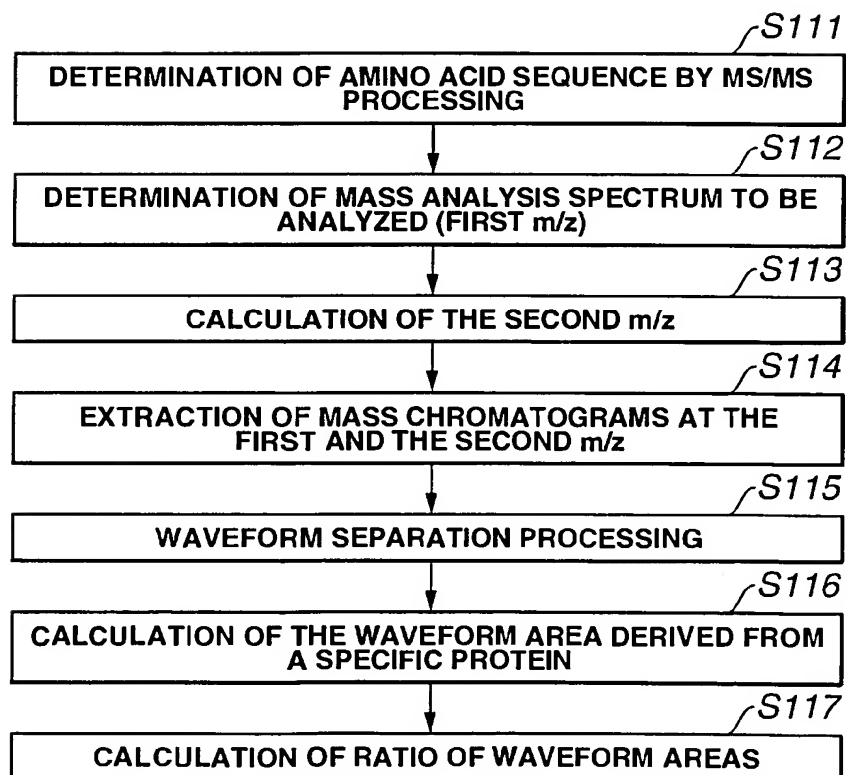 S111
DETERMINATION OF AMINO ACID SEQUENCE BY MS/MS
PROCESSING
S112
DETERMINATION OF MASS ANALYSIS SPECTRUM TO BE
ANALYZED (FIRST m/z)
S113
CALCULATION OF THE SECOND m/z
S114
EXTRACTION OF MASS CHROMATOGRAMS AT THE
FIRST AND THE SECOND m/z
S115
WAVEFORM SEPARATION PROCESSING
S116
CALCULATION OF THE WAVEFORM AREA DERIVED FROM
A SPECIFIC PROTEIN
S117
CALCULATION OF RATIO OF WAVEFORM AREAS